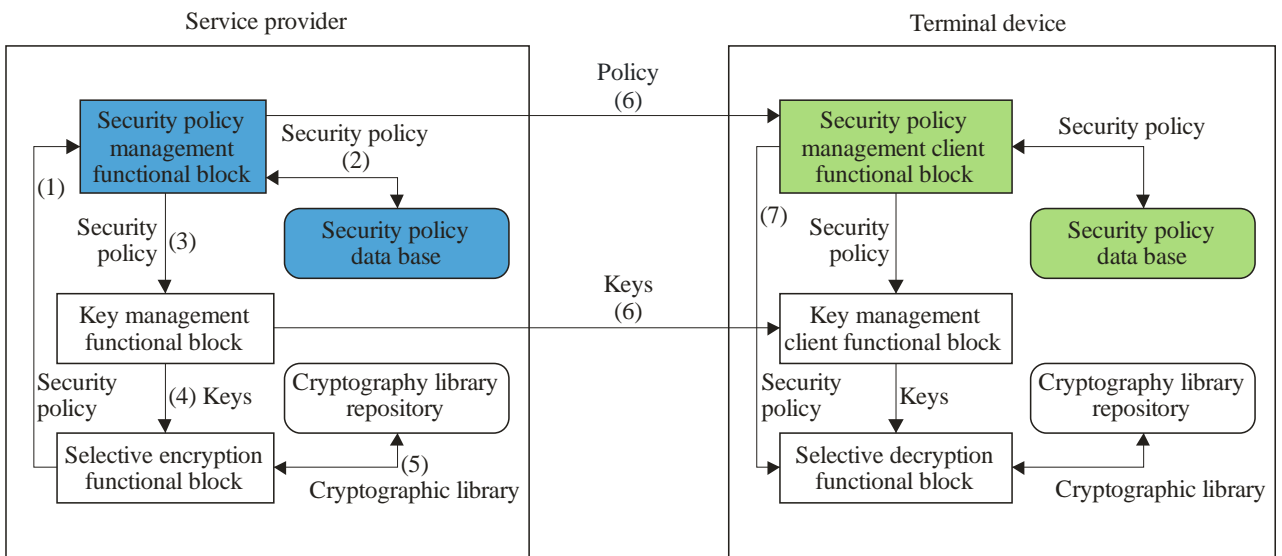 Service provider
Terminal device
Policy
(6)
Security policy
management
functional block
Security policy
(2)
Security policy
management client
functional block
Security policy
(1)
(7)
Security policy
data base
Security policy
data base
Security
policy
(3)
Security
policy
Keys
(6)
Key management
functional block
Key management
client functional block
Security
policy
(4) Keys
Cryptography library
repository
Security
policy
Keys
Cryptography library
repository
Selective encryption
functional block
(5)
Cryptographic library
Selective decryption
functional block
Cryptographic library